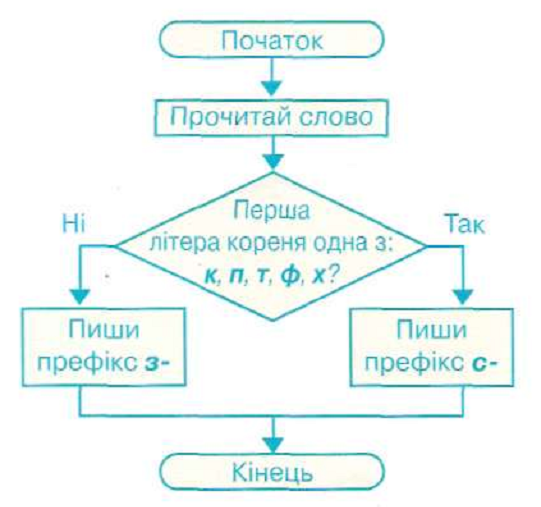 Початок
Прочитай слово
Перша
літера кореня одна з:
к, п, т, ф, х?
Ні
Так
Пиши
префікс з-
Пиши
префікс с-
Кінець